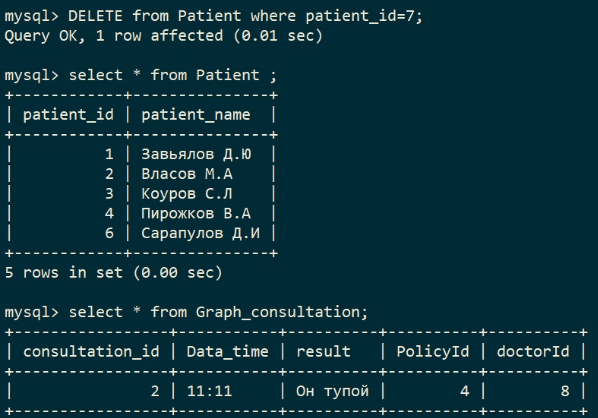 mysql> DELETE from Patient where patient_id=7;
Query OK, 1 row affected (0.01 sec)
mysql> select * from Patient ;
+------------+---------------+
| patient_id | patient_name  |
+------------+---------------+
|          1 | Завьялов Д.Ю  |
|          2 | Власов М.А    |
|          3 | Коуров С.Л    |
|          4 | Пирожков В.А  |
|          6 | Сарапулов Д.И |
+------------+---------------+
5 rows in set (0.00 sec)
mysql> select * from Graph_consultation;
+-----------------+-----------+----------+----------+----------+
| consultation_id | Data_time | result   | PolicyId | doctorId |
+-----------------+-----------+----------+----------+----------+
|               2 | 11:11     | Он тупой |        4 |        8 |
+-----------------+-----------+----------+----------+----------+